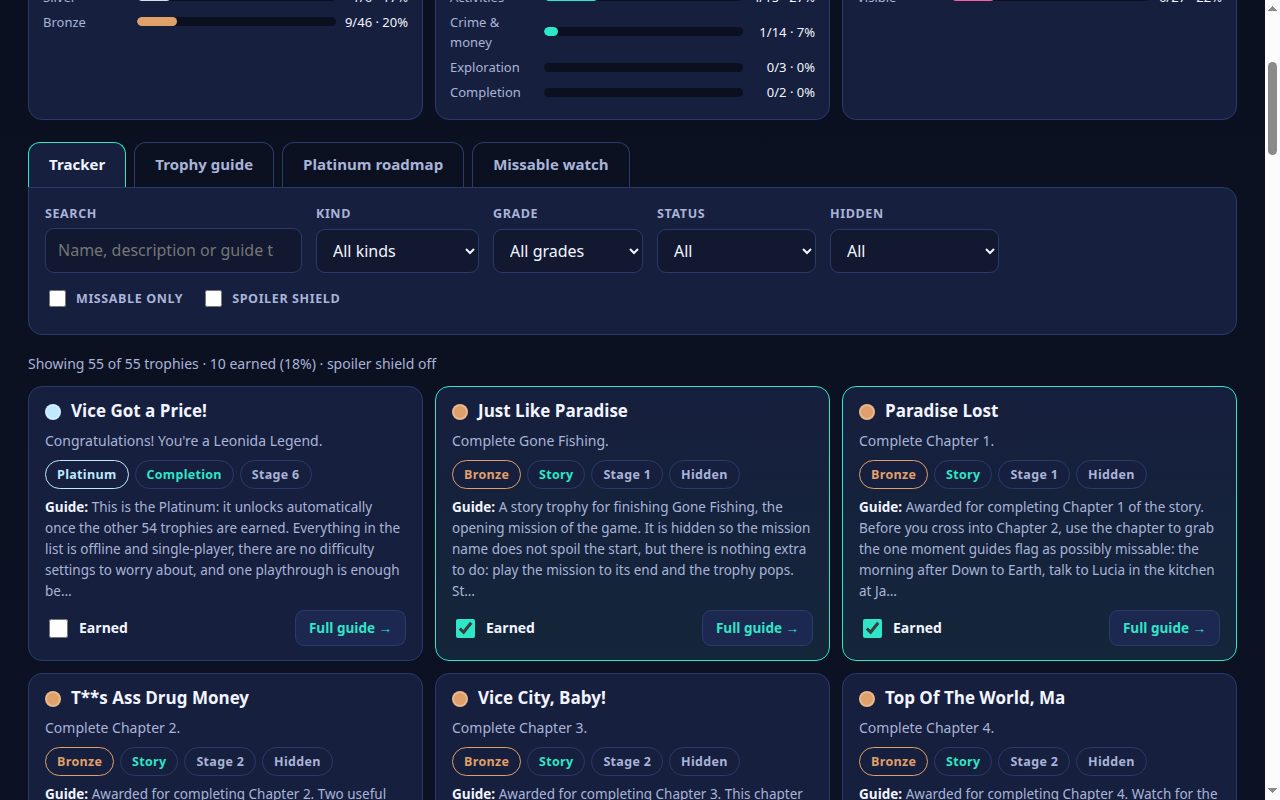 Bronze
9/46 · 20%
Crime &
money
1/14 · 7%
Exploration
0/3 · 0%
Completion
0/2 · 0%
Tracker
Trophy guide
Platinum roadmap
Missable watch
SEARCH
KIND
GRADE
STATUS
HIDDEN
Name, description or guide t
All kinds
All grades
All
All
MISSABLE ONLY
SPOILER SHIELD
Showing 55 of 55 trophies · 10 earned (18%) · spoiler shield off
Vice Got a Price!
Congratulations! You're a Leonida Legend.
Platinum
Completion
Stage 6
Guide: This is the Platinum: it unlocks automatically
once the other 54 trophies are earned. Everything in the
list is offline and single-player, there are no difficulty
settings to worry about, and one playthrough is enough
be...
Earned
Full guide →
Just Like Paradise
Complete Gone Fishing.
Bronze
Story
Stage 1
Hidden
Guide: A story trophy for finishing Gone Fishing, the
opening mission of the game. It is hidden so the mission
name does not spoil the start, but there is nothing extra
to do: play the mission to its end and the trophy pops.
St...
Earned
Full guide →
Paradise Lost
Complete Chapter 1.
Bronze
Story
Stage 1
Hidden
Guide: Awarded for completing Chapter 1 of the story.
Before you cross into Chapter 2, use the chapter to grab
the one moment guides flag as possibly missable: the
morning after Down to Earth, talk to Lucia in the kitchen
at Ja...
Earned
Full guide →
T**s Ass Drug Money
Complete Chapter 2.
Bronze
Story
Stage 2
Hidden
Guide: Awarded for completing Chapter 2. Two useful
Vice City, Baby!
Complete Chapter 3.
Bronze
Story
Stage 2
Hidden
Guide: Awarded for completing Chapter 3. This chapter
Top Of The World, Ma
Complete Chapter 4.
Bronze
Story
Stage 2
Hidden
Guide: Awarded for completing Chapter 4. Watch for the